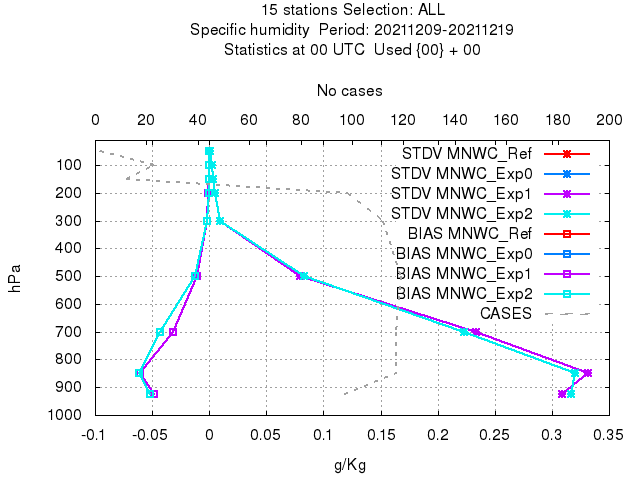 15 stations Selection: ALL
Specific humidity  Period: 20211209-20211219
Statistics at 00 UTC  Used {00} + 00
No cases
0 20 40 60 80 100 120 140 160 180 200
STDV MNWC_Ref
STDV MNWC_Exp0
STDV MNWC_Exp1
STDV MNWC_Exp2
BIAS MNWC_Ref
BIAS MNWC_Exp0
BIAS MNWC_Exp1
BIAS MNWC_Exp2
CASES
hPa
100
200
300
400
500
600
700
800
900
1000
-0.1 -0.05 0 0.05 0.1 0.15 0.2 0.25 0.3 0.35
g/Kg